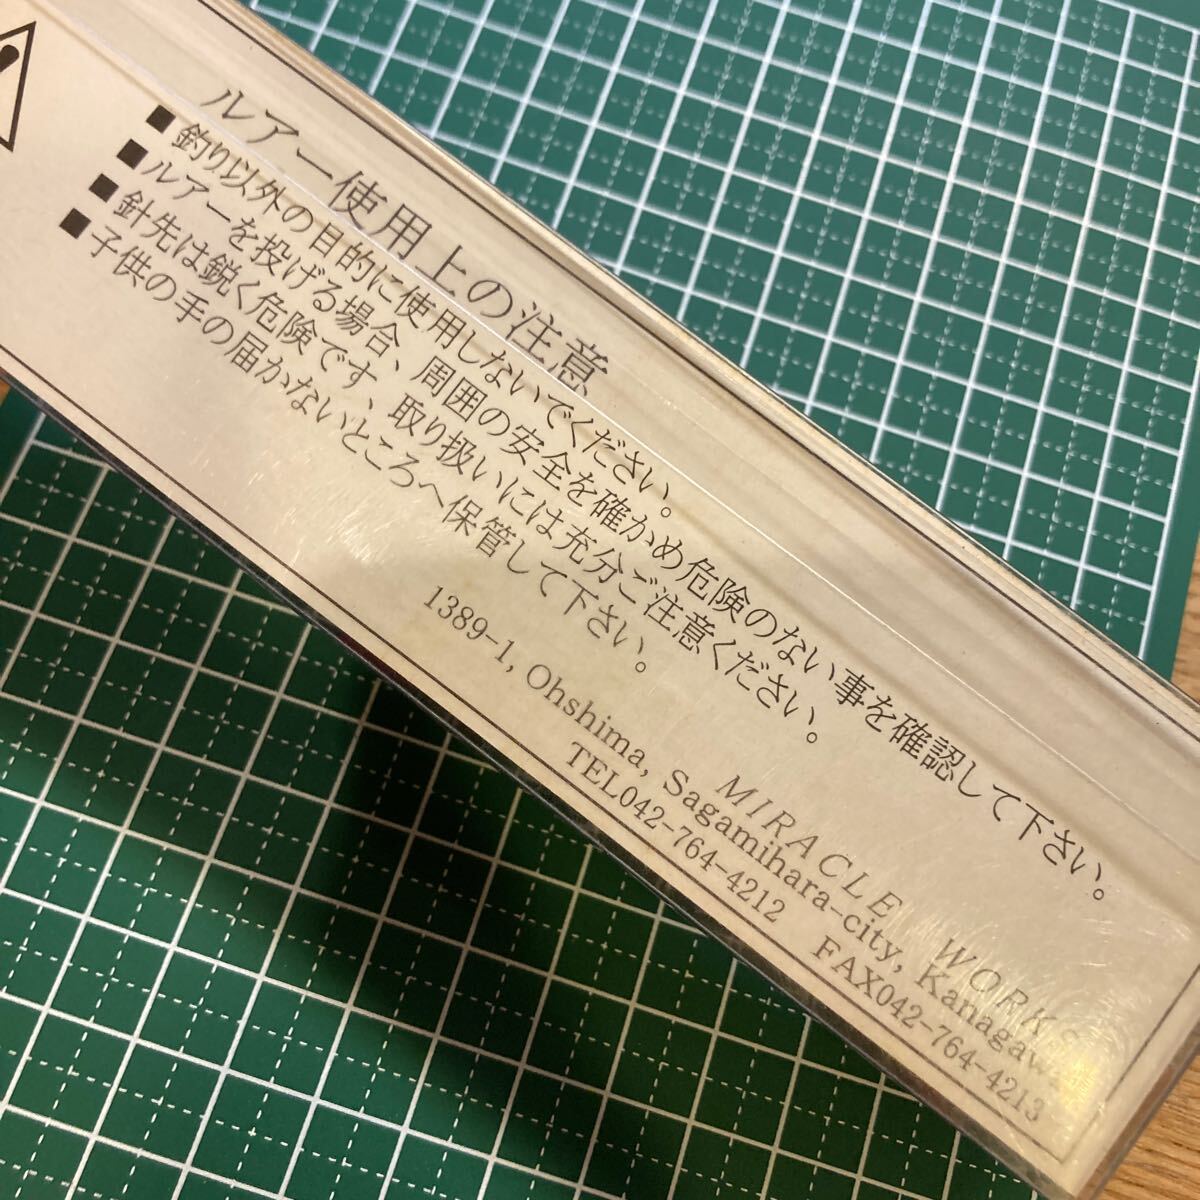 ルアー使用上の注意
■釣り以外の目的に使用しないでください。
■ルアーを投げる場合、周囲の安全を確かめ危険のない事を確認して下さい。
■針先は鋭く危険です、取り扱いには充分ご注意ください。
■子供の手の届かないところへ保管して下さい。
MIRACLE WORKS
1389-1, Ohshima, Sagamihara-city, Kanagawa
TEL042-764-4212 FAX042-764-4213